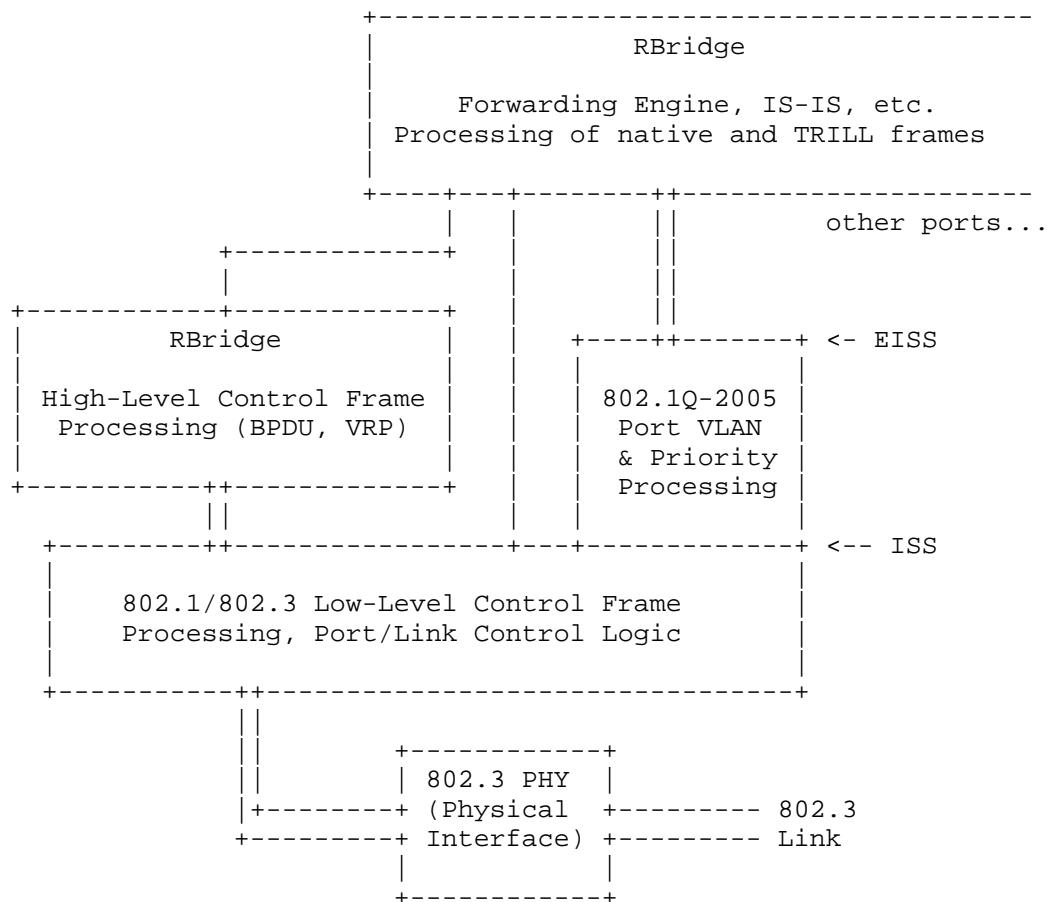 RBridge
Forwarding Engine, IS-IS, etc.
Processing of native and TRILL frames
other ports...
RBridge
<- EISS
High-Level Control Frame
Processing (BPDU, VRP)
802.1Q-2005
Port VLAN
& Priority
Processing
<-- ISS
802.1/802.3 Low-Level Control Frame
Processing, Port/Link Control Logic
802.3 PHY
(Physical
Interface)
802.3
Link